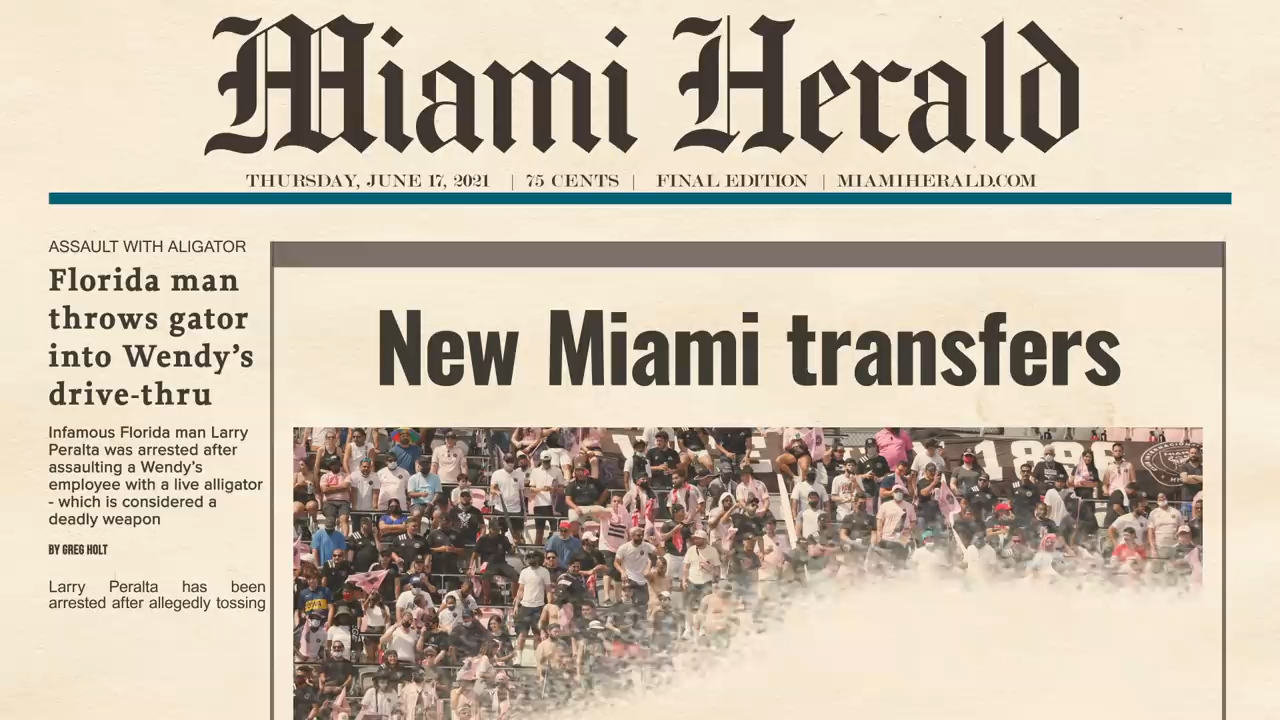 Miami Herald
THURSDAY, JUNE 17, 2021 | 75 CENTS | FINAL EDITION | MIAMIHERALD.COM
ASSAULT WITH ALIGATOR
Florida man
throws gator
into Wendy’s
drive-thru
Infamous Florida man Larry
Peralta was arrested after
assaulting a Wendy's
employee with a live alligator
- which is considered a
deadly weapon
BY GREG HOLT
Larry Peralta has been
arrested after allegedly tossing
New Miami transfers